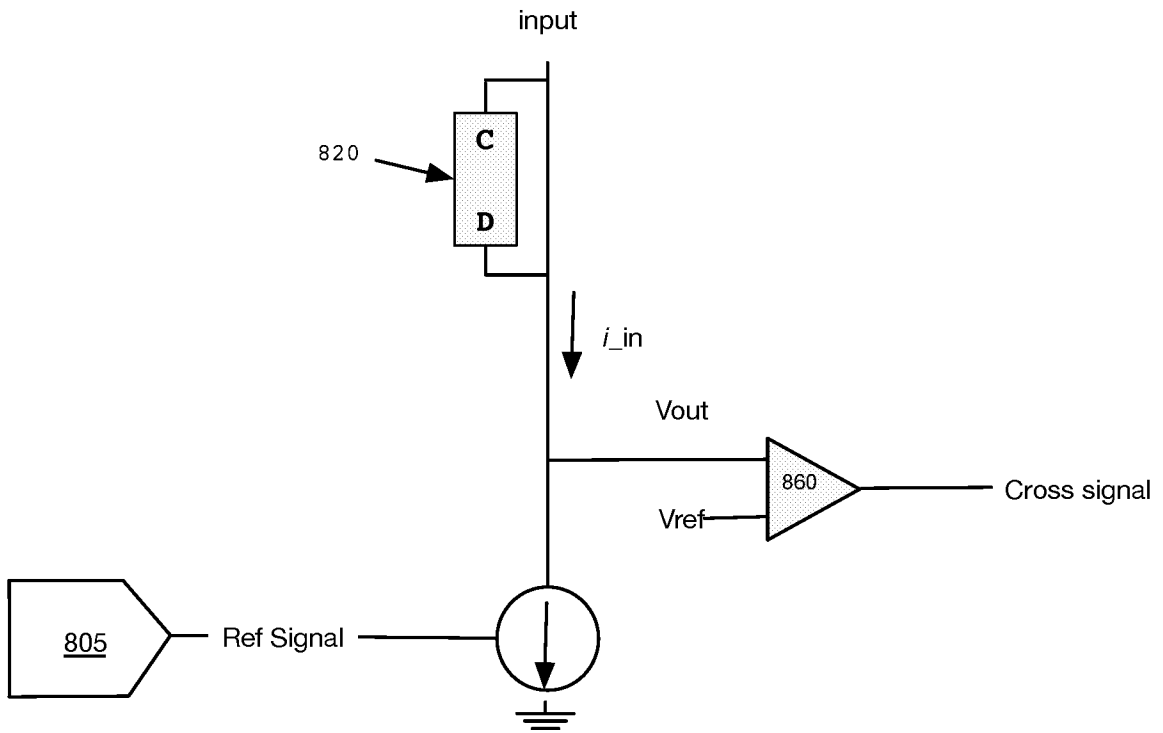 input
C
820
D
i_in
Vout
860
Cross signal
Vref
805
Ref Signal